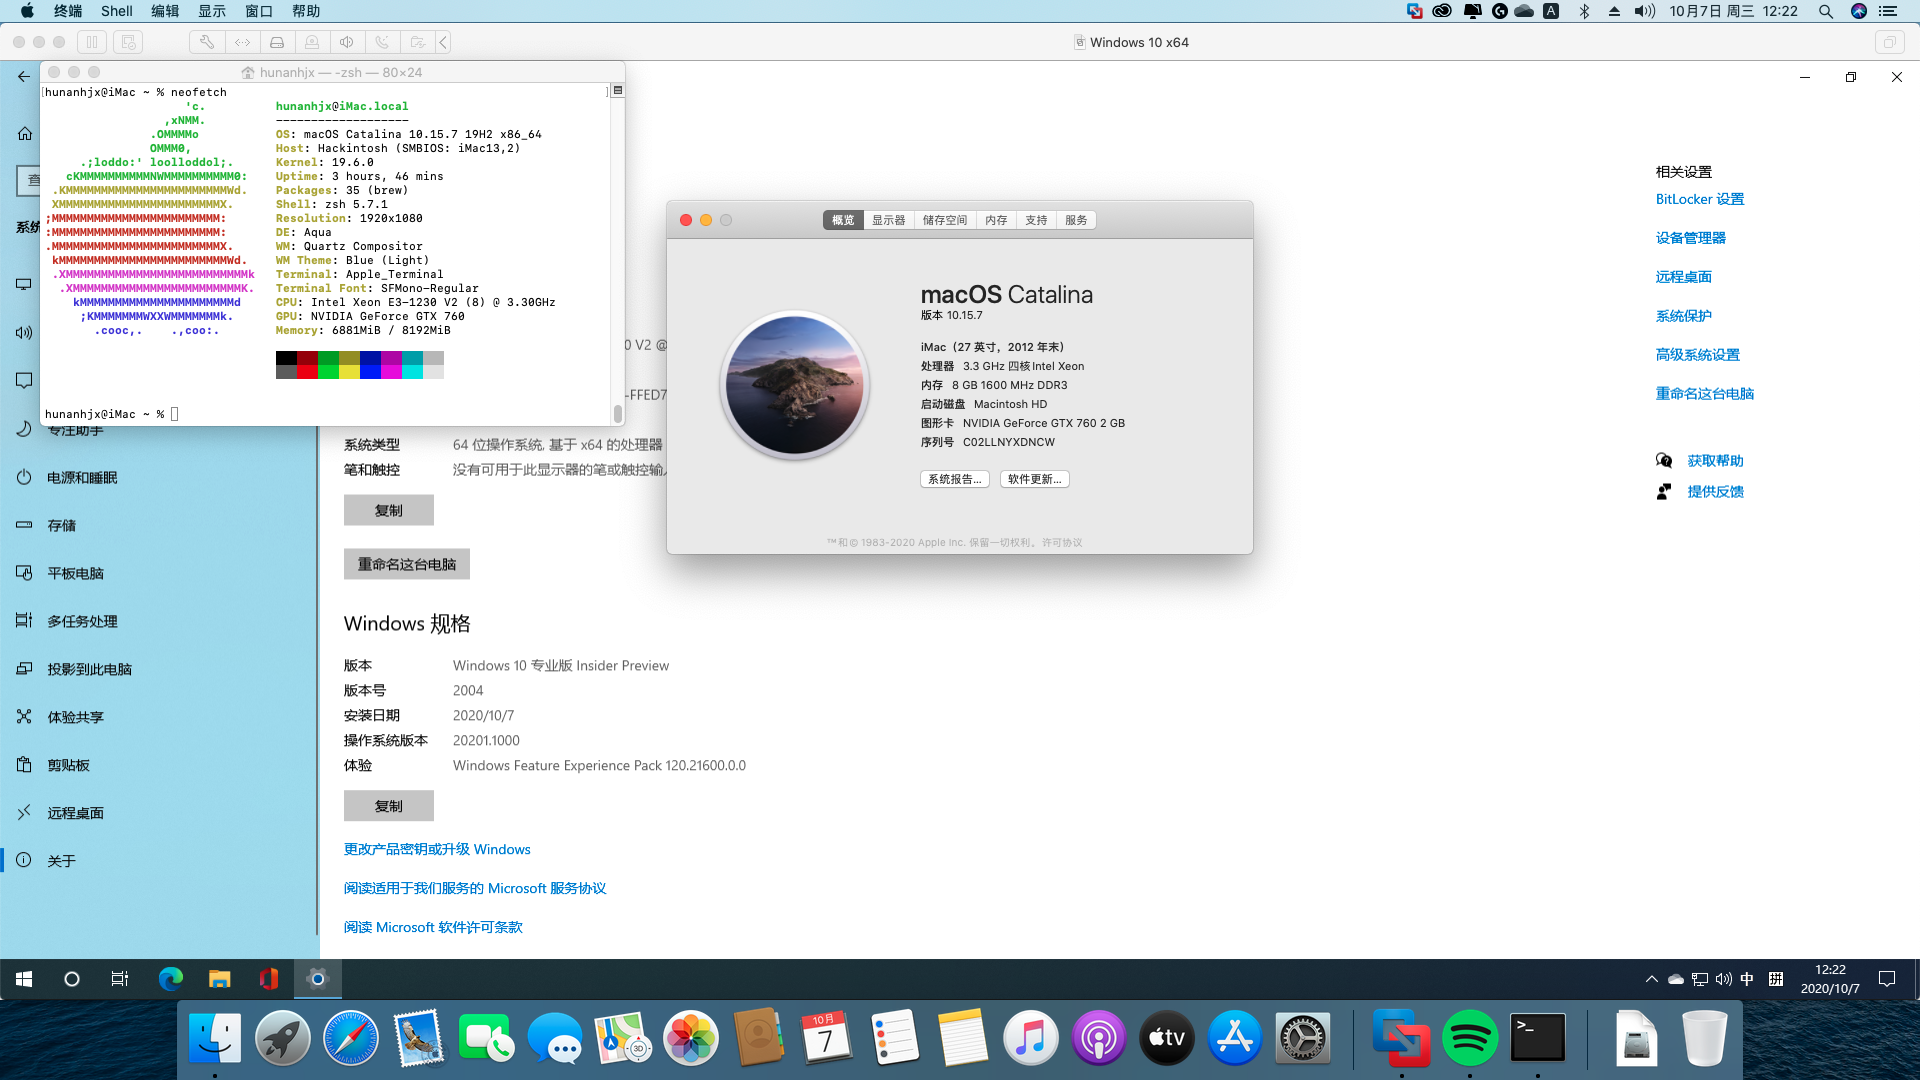 终端 Shell 编辑 显示 窗口 帮助
A 10月7日 周三 12:22
Windows 10 x64
hunanhjx — -zsh — 80×24
[hunanhjx@iMac ~ % neofetch ]
'c.
,xNMM.
.OMMMMo
OMMM0,
.;loddo:' loolloddol;.
cKMMMMMMMMMMNWMMMMMMMMMM0:
.KMMMMMMMMMMMMMMMMMMMMMMMWd.
XMMMMMMMMMMMMMMMMMMMMMMMX.
;MMMMMMMMMMMMMMMMMMMMMMMM:
:MMMMMMMMMMMMMMMMMMMMMMMM:
.MMMMMMMMMMMMMMMMMMMMMMMMX.
kMMMMMMMMMMMMMMMMMMMMMMMMWd.
.XMMMMMMMMMMMMMMMMMMMMMMMMMMk
.XMMMMMMMMMMMMMMMMMMMMMMMMK.
kMMMMMMMMMMMMMMMMMMMMMMd
;KMMMMMMMWXXWMMMMMMMk.
.cooc,. .,coo:.
hunanhjx@iMac.local
-------------------
OS: macOS Catalina 10.15.7 19H2 x86_64
Host: Hackintosh (SMBIOS: iMac13,2)
Kernel: 19.6.0
Uptime: 3 hours, 46 mins
Packages: 35 (brew)
Shell: zsh 5.7.1
Resolution: 1920x1080
DE: Aqua
WM: Quartz Compositor
WM Theme: Blue (Light)
Terminal: Apple_Terminal
Terminal Font: SFMono-Regular
CPU: Intel Xeon E3-1230 V2 (8) @ 3.30GHz
GPU: NVIDIA GeForce GTX 760
Memory: 6881MiB / 8192MiB
hunanhjx@iMac ~ %
查
系统
专注助手
电源和睡眠
存储
平板电脑
多任务处理
投影到此电脑
体验共享
剪贴板
远程桌面
关于
0 V2 @
-FFED7
系统类型 64 位操作系统, 基于 x64 的处理器
笔和触控 没有可用于此显示器的笔或触控输入
复制
重命名这台电脑
Windows 规格
版本 Windows 10 专业版 Insider Preview
版本号 2004
安装日期 2020/10/7
操作系统版本 20201.1000
体验 Windows Feature Experience Pack 120.21600.0.0
复制
更改产品密钥或升级 Windows
阅读适用于我们服务的 Microsoft 服务协议
阅读 Microsoft 软件许可条款
概览 显示器 储存空间 内存 支持 服务
macOS Catalina
版本 10.15.7
iMac（27 英寸，2012 年末）
处理器 3.3 GHz 四核Intel Xeon
内存 8 GB 1600 MHz DDR3
启动磁盘 Macintosh HD
图形卡 NVIDIA GeForce GTX 760 2 GB
序列号 C02LLNYXDNCW
系统报告... 软件更新...
™和© 1983-2020 Apple Inc. 保留一切权利。许可协议
相关设置
BitLocker 设置
设备管理器
远程桌面
系统保护
高级系统设置
重命名这台电脑
获取帮助
提供反馈
中 拼 12:22
2020/10/7
3D
10月
7
tv
>_